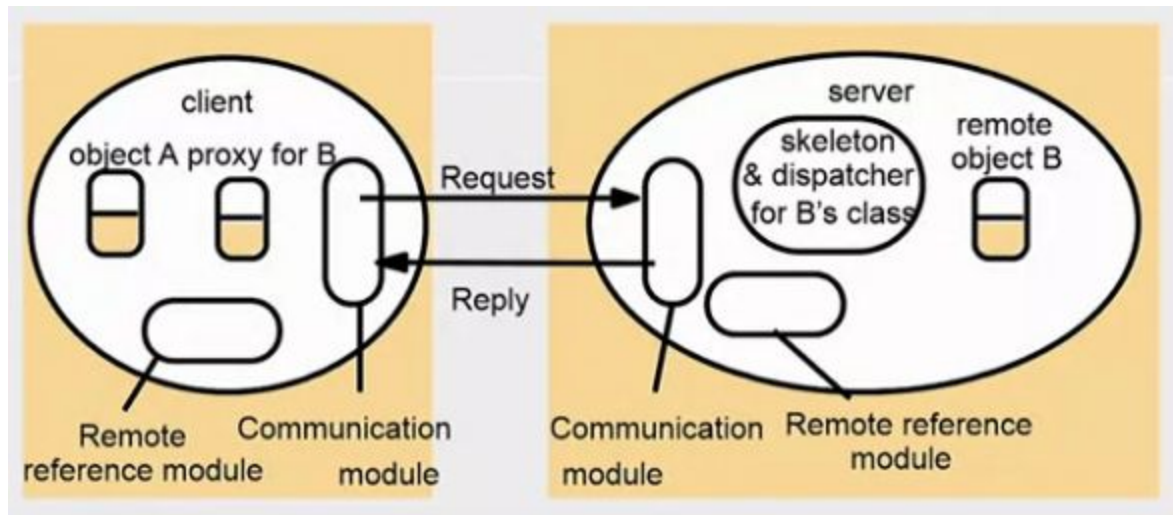 client
object A proxy for B
Request
Reply
Remote
reference module
Communication
module
server
skeleton
& dispatcher
for B's class
remote
object B
Communication
module
Remote reference
module